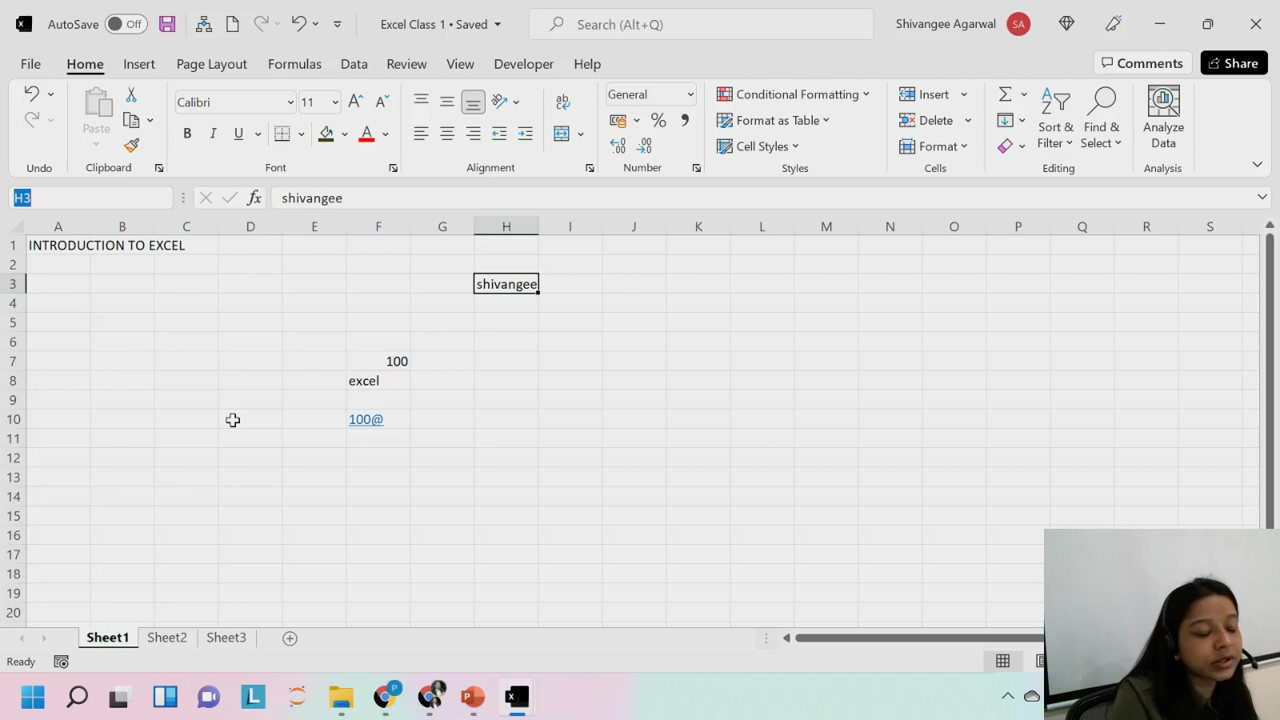 AutoSave Off Excel Class 1 • Saved Search (Alt+Q) Shivangee Agarwal SA
File Home Insert Page Layout Formulas Data Review View Developer Help Comments Share
Paste Calibri 11 General Conditional Formatting Insert
Format as Table Delete
Cell Styles Format
Sort & Filter Find & Select Analyze Data
Undo Clipboard Font Alignment Number Styles Cells Editing Analysis
H3 fx shivangee
A B C D E F G H I J K L M N O P Q R S
1 INTRODUCTION TO EXCEL
2
3 shivangee
4
5
6
7 100
8 excel
9
10 100@
11
12
13
14
15
16
17
18
19
20
Sheet1 Sheet2 Sheet3
Ready